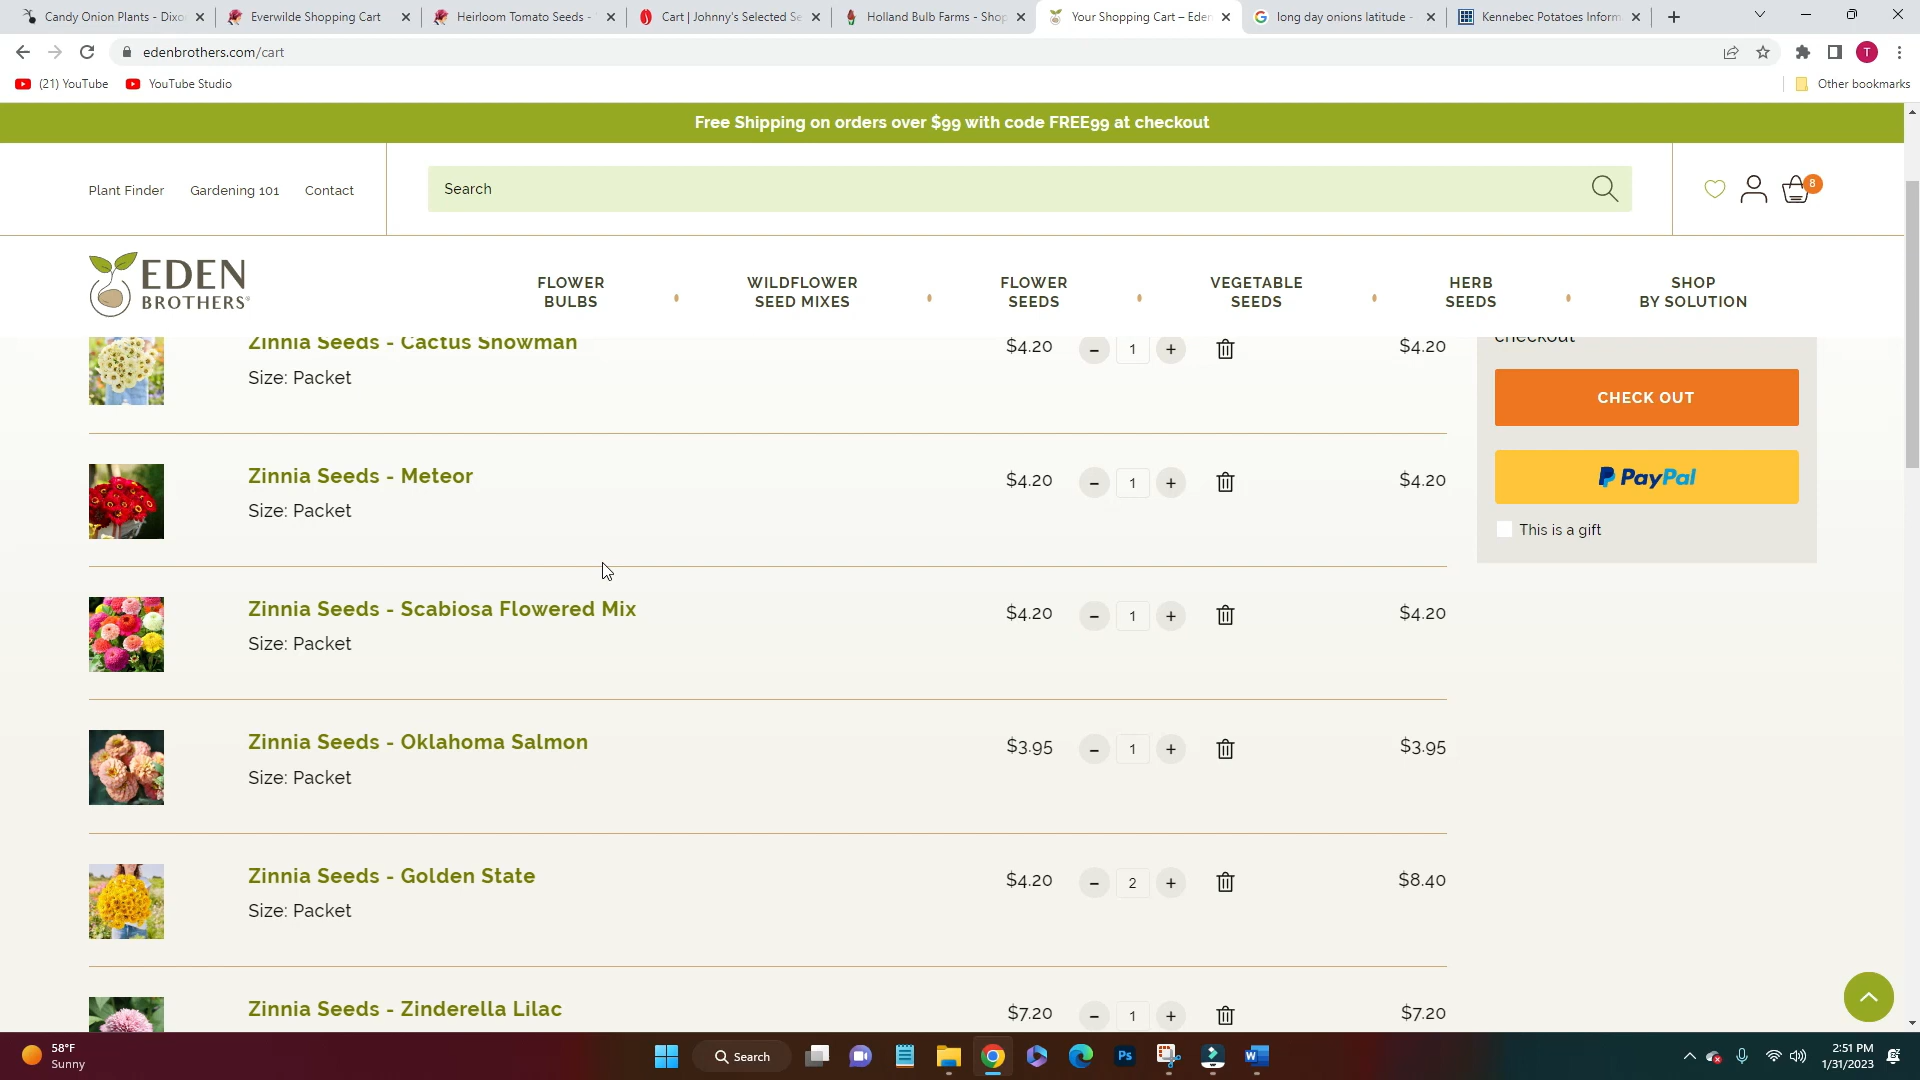 Candy Onion Plants - Dixo
Everwilde Shopping Cart
Heirloom Tomato Seeds -
Cart | Johnny's Selected Se
Holland Bulb Farms - Shop
Your Shopping Cart – Eden
long day onions latitude -
Kennebec Potatoes Inform
edenbrothers.com/cart
T
(21) YouTube
YouTube Studio
Other bookmarks
Free Shipping on orders over $99 with code FREE99 at checkout
Plant Finder
Gardening 101
Contact
Search
8
EDEN
BROTHERS®
FLOWER
BULBS
WILDFLOWER
SEED MIXES
FLOWER
SEEDS
VEGETABLE
SEEDS
HERB
SEEDS
SHOP
BY SOLUTION
Zinnia Seeds - Cactus Snowman
Size: Packet
$4.20
- 1 +
$4.20
checkout
CHECK OUT
PayPal
This is a gift
Zinnia Seeds - Meteor
Size: Packet
$4.20
- 1 +
$4.20
Zinnia Seeds - Scabiosa Flowered Mix
Size: Packet
$4.20
- 1 +
$4.20
Zinnia Seeds - Oklahoma Salmon
Size: Packet
$3.95
- 1 +
$3.95
Zinnia Seeds - Golden State
Size: Packet
$4.20
- 2 +
$8.40
Zinnia Seeds - Zinderella Lilac
$7.20
- 1 +
$7.20
58°F
Sunny
Search
Ps
W
2:51 PM
1/31/2023